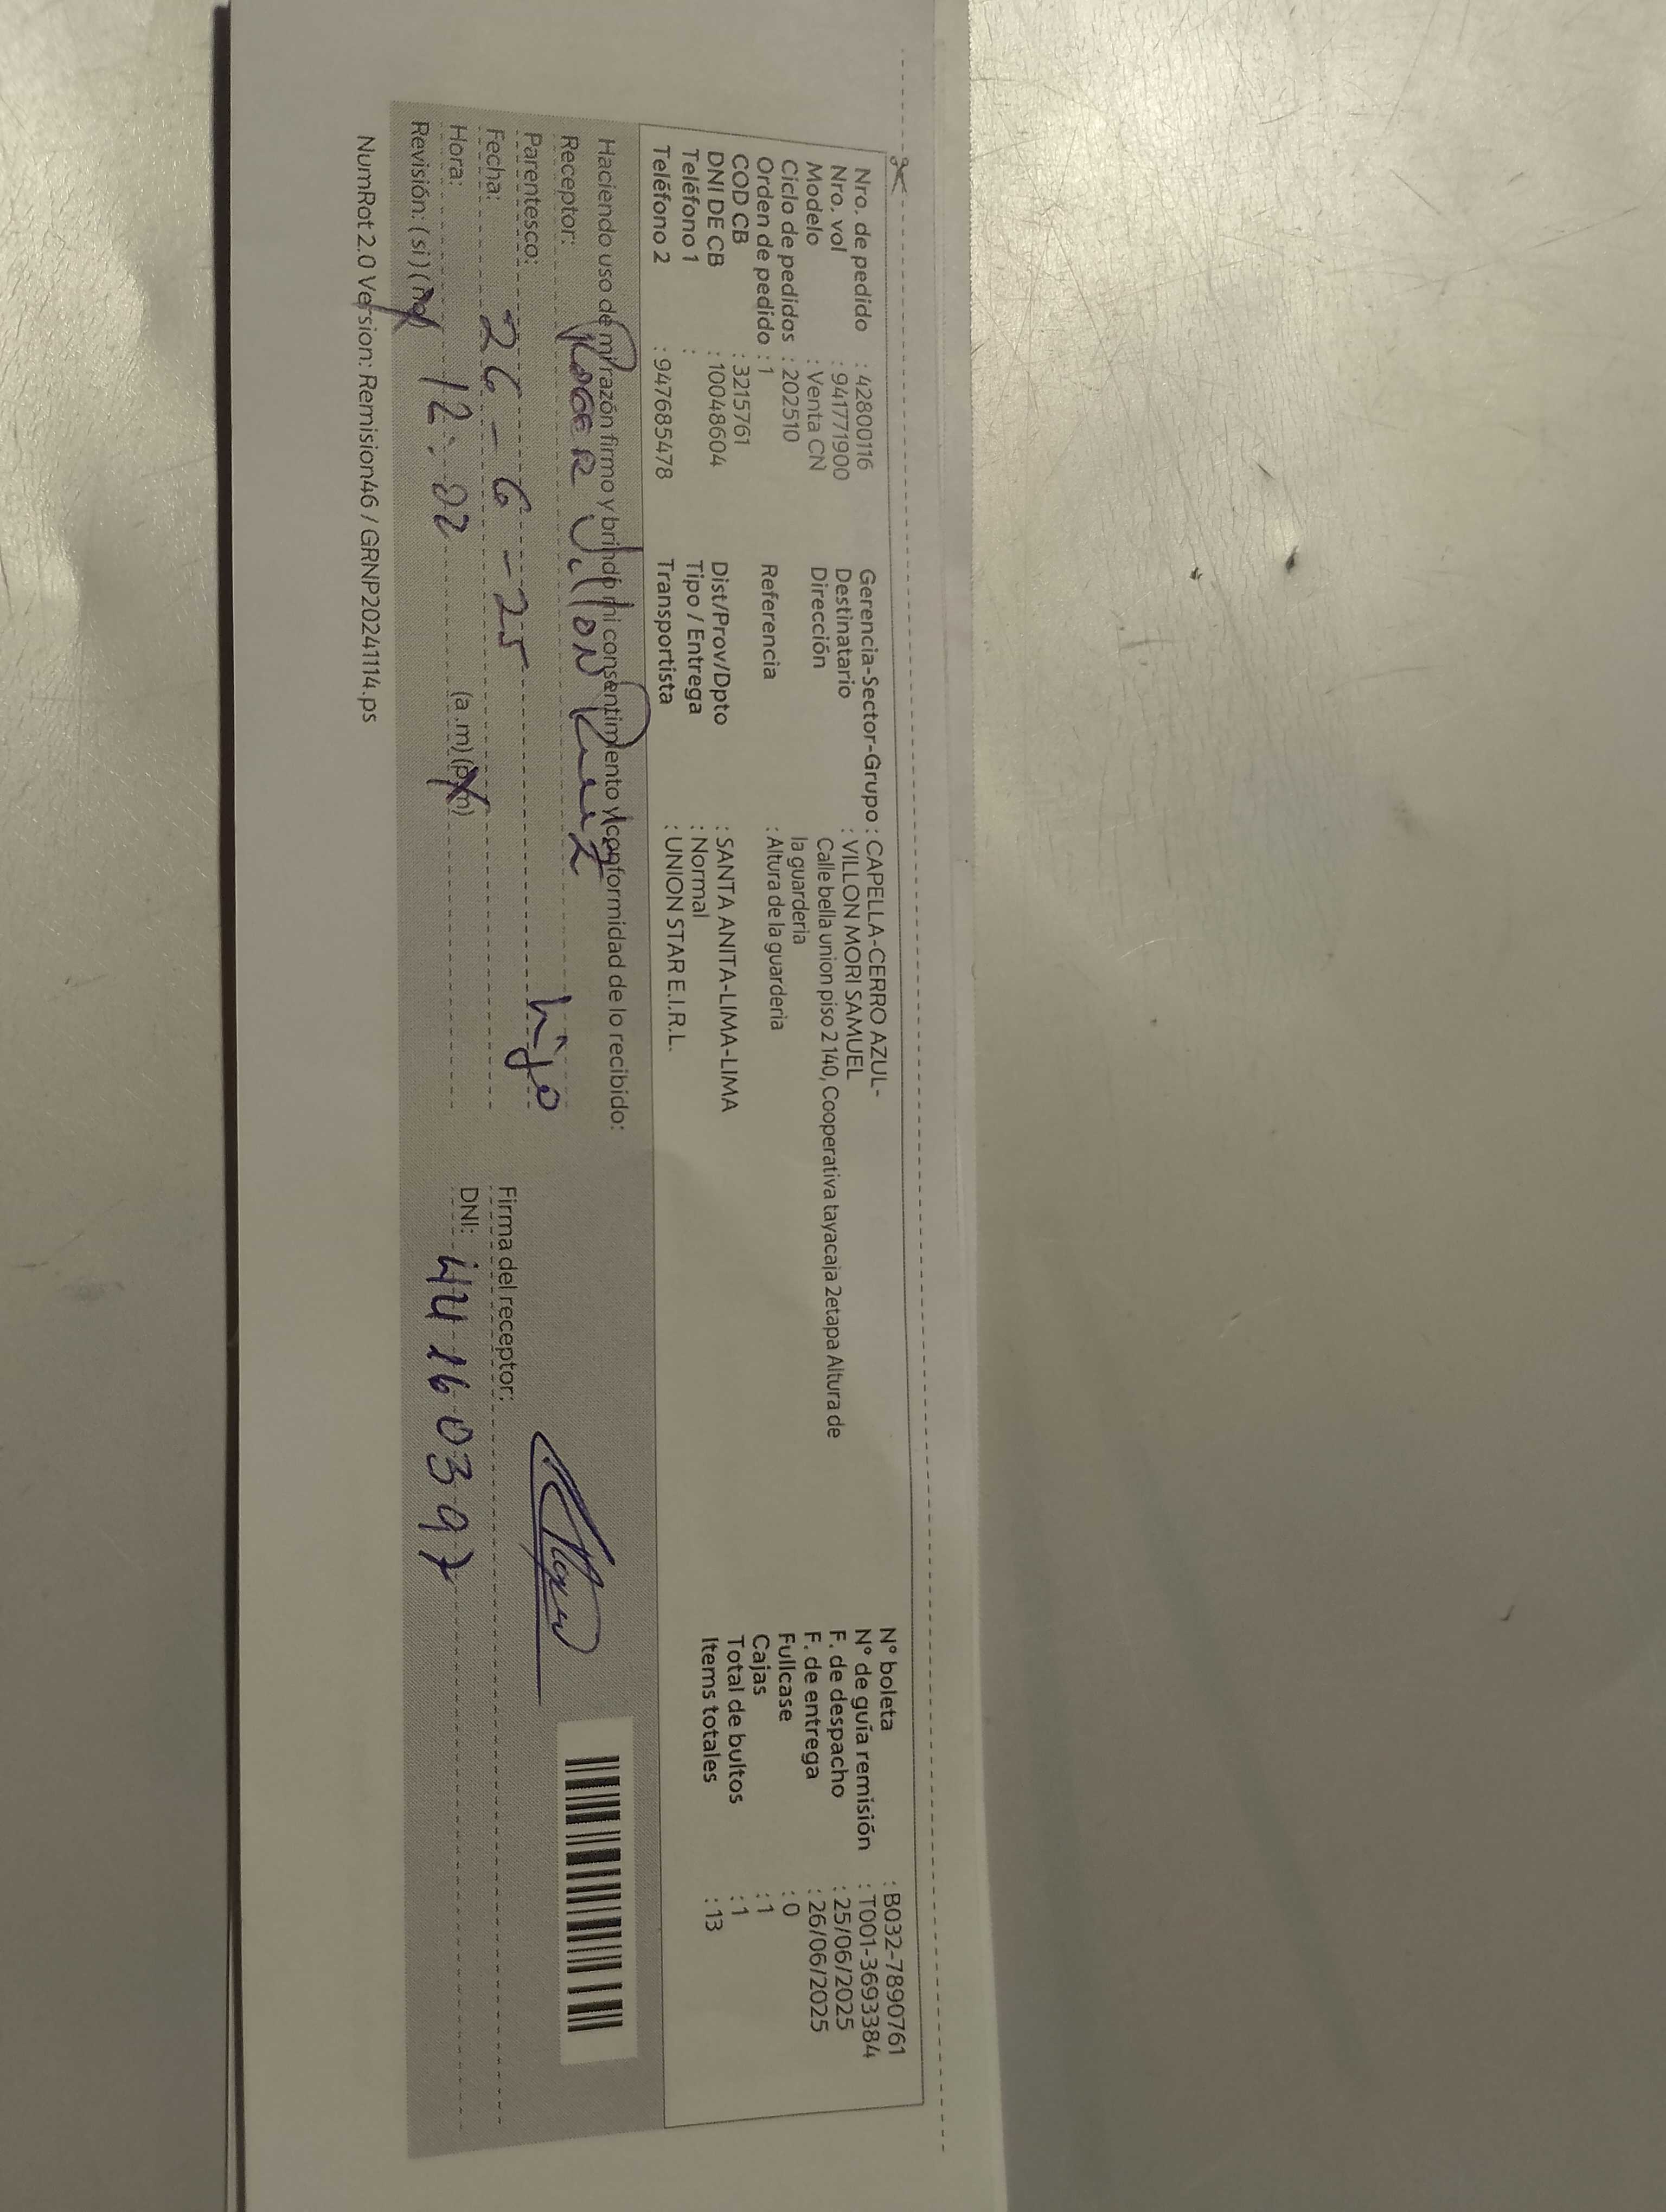 Nro. de pedido : 42800116
Nro. vol : 941771900
Modelo : Venta CN
Ciclo de pedidos : 202510
Orden de pedido : 1
COD CB : 3215761
DNI DE CB : 10048604
Teléfono 1 :
Teléfono 2 : 947685478
Gerencia-Sector-Grupo : CAPELLA-CERRO AZUL-
Destinatario : VILLON MORI SAMUEL
Dirección Calle bella union piso 2 140, Cooperativa tayacaja 2etapa Altura de
la guarderia
Referencia : Altura de la guarderia
Dist/Prov/Dpto : SANTA ANITA-LIMA-LIMA
Tipo / Entrega : Normal
Transportista : UNION STAR E.I.R.L.
N° boleta : B032-7890761
N° de guía remisión : T001-3693384
F. de despacho : 25/06/2025
F. de entrega : 26/06/2025
Fullcase : 0
Cajas : 1
Total de bultos : 1
Items totales : 13
Haciendo uso de mi razón firmo y brindo mi consentimiento y conformidad de lo recibido:
Receptor: ROGER Villon Ruiz
Parentesco: hijo
Fecha: 26-6-25
Hora: 12:22 (a.m) (p.m)
Revisión: (si) (no)
Firma del receptor:
DNI: 44160397
NumRot 2.0 Version: Remision46 / GRNP20241114.ps